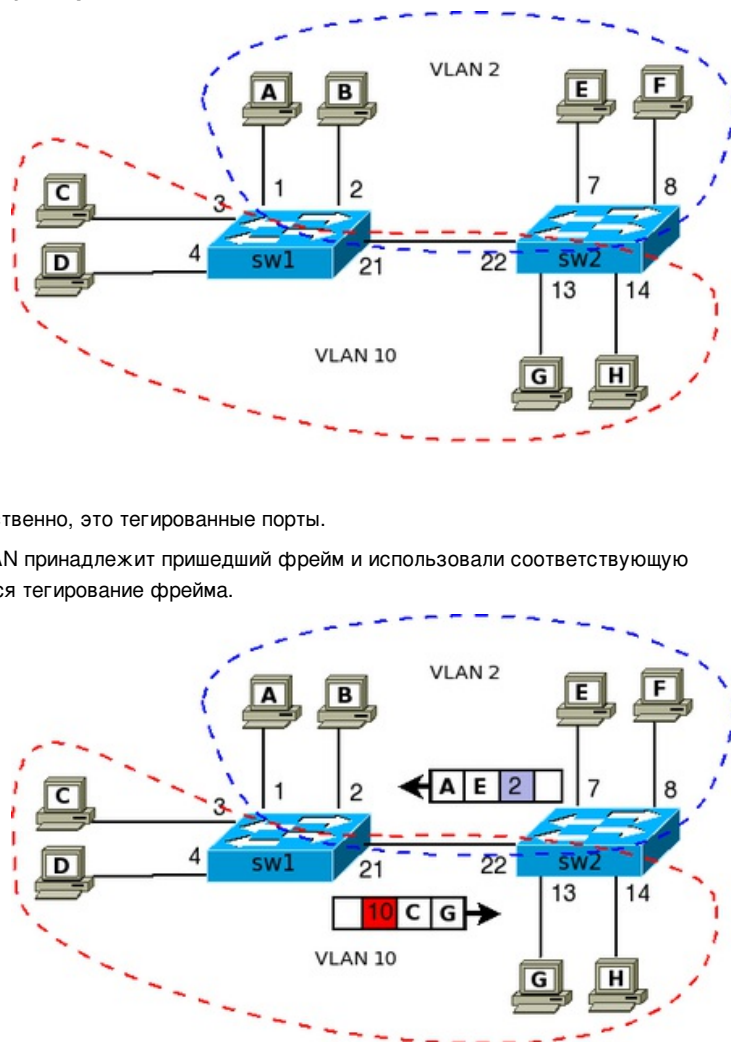 VLAN 2
A B E F
C
1 2 7 8
3
D 4 sw1 21 22 sw2
13 14
VLAN 10
G H
ственно, это тегированные порты.
AN принадлежит пришедший фрейм и использовали соответствующую
ся тегирование фрейма.
VLAN 2
A B E F
A E 2
C
1 2 7 8
3
D 4 sw1 21 22 sw2
13 14
10 C G
VLAN 10
G H